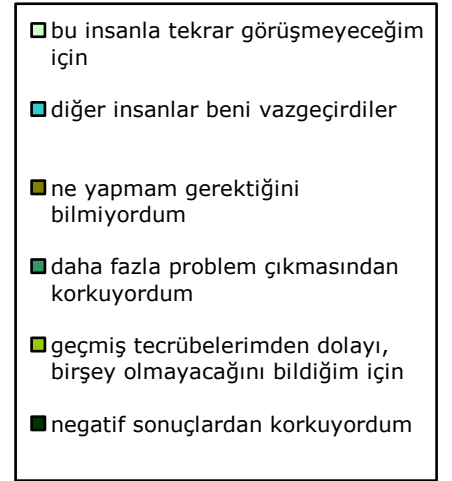 bu insanla tekrar görüşmeyeceğim
için
diğer insanlar beni vazgeçirdiler
ne yapmam gerektiğini
bilmiyordum
daha fazla problem çıkmasından
korkuyordum
geçmiş tecrübelerimden dolayı,
birşey olmayacağını bildiğim için
negatif sonuçlardan korkuyordum